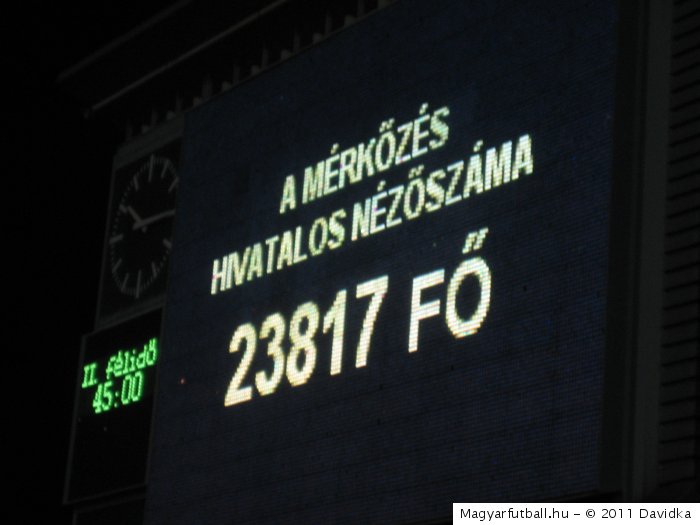 A MÉRKŐZÉS
HIVATALOS NÉZŐSZÁMA
23817 FŐ
II. félidő
45:00
Magyarfutball.hu - © 2011 Davidka